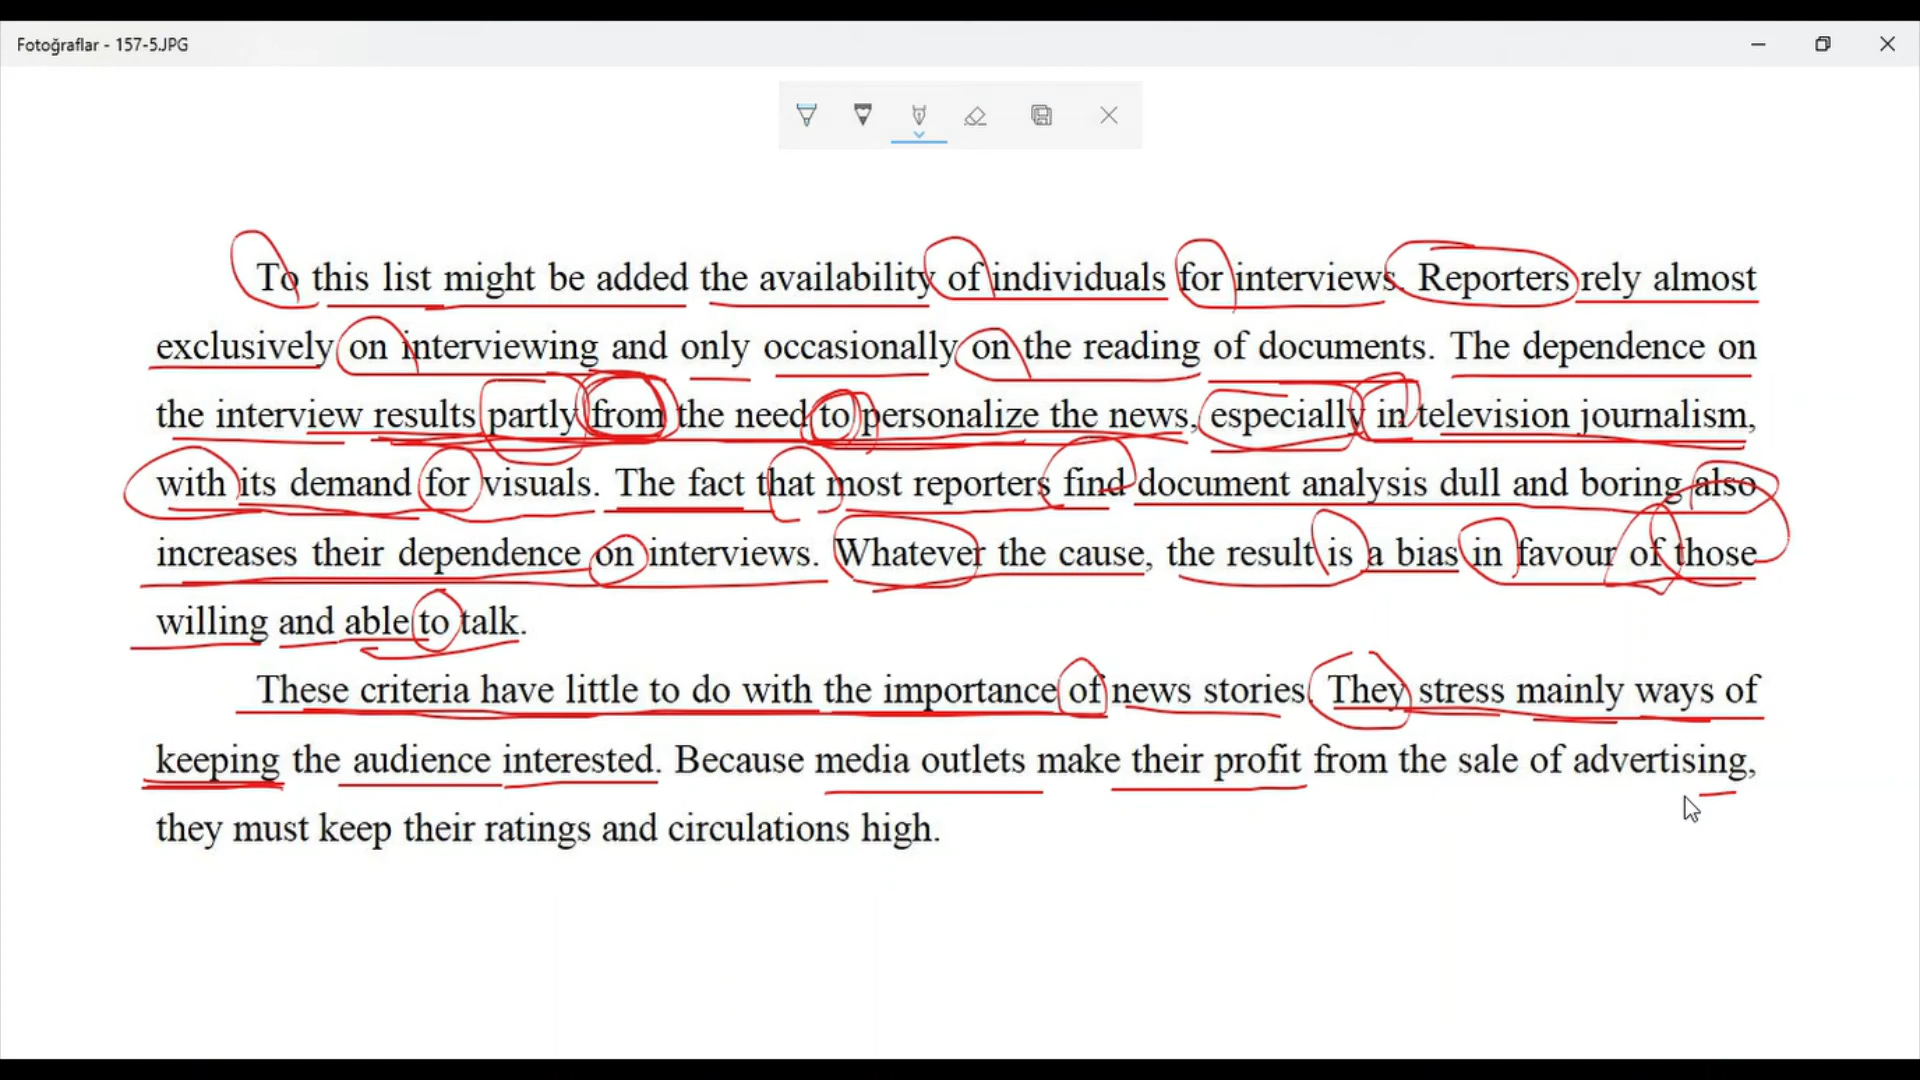 Fotoğraflar - 157-5.JPG
To this list might be added the availability of individuals for interviews. Reporters rely almost
exclusively on interviewing and only occasionally on the reading of documents. The dependence on
the interview results partly from the need to personalize the news, especially in television journalism,
with its demand for visuals. The fact that most reporters find document analysis dull and boring also
increases their dependence on interviews. Whatever the cause, the result is a bias in favour of those
willing and able to talk.
These criteria have little to do with the importance of news stories. They stress mainly ways of
keeping the audience interested. Because media outlets make their profit from the sale of advertising,
they must keep their ratings and circulations high.